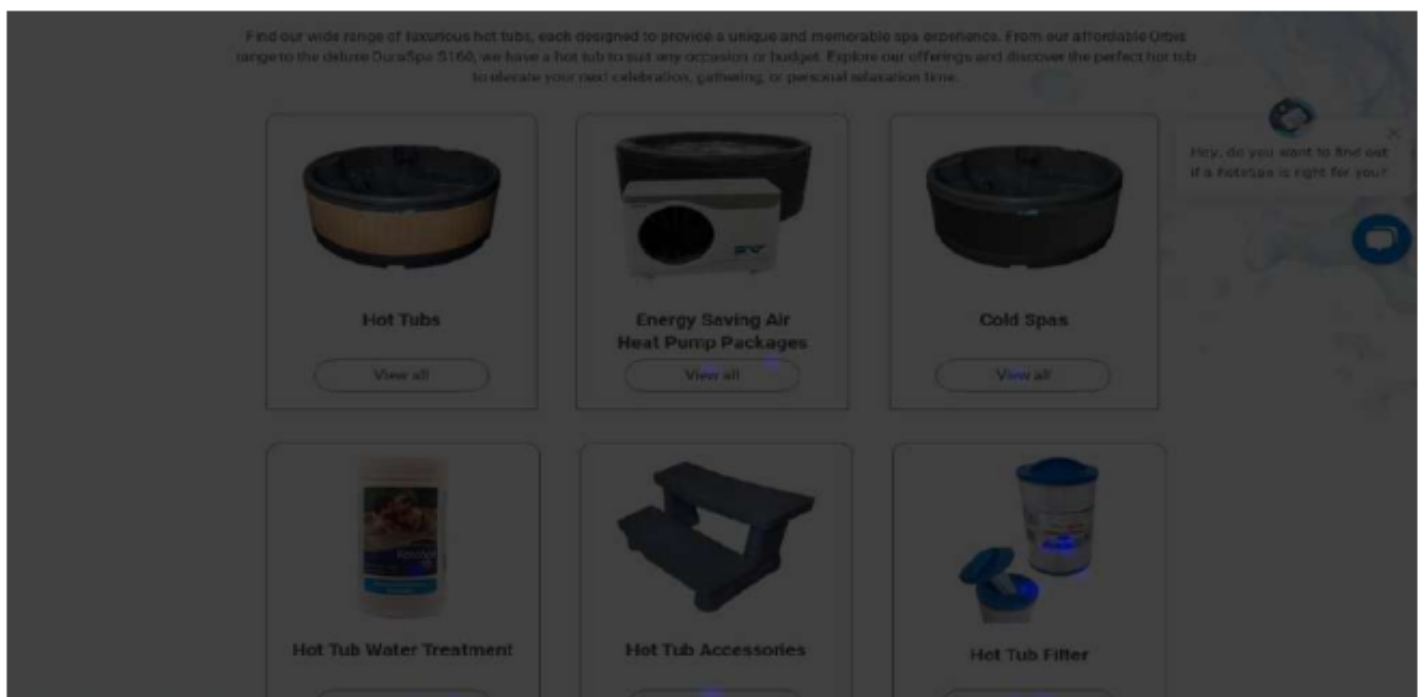 Find our wide range of luxurious hot tubs, each designed to provide a unique and memorable spa experience. From our affordable Orbis
range to the deluxe DuraSpa S160, we have a hot tub to suit any occasion or budget. Explore our offerings and discover the perfect hot tub
to elevate your next celebration, gathering, or personal relaxation time.
Hey, do you want to find out
if a hotsspa is right for you?
Hot Tubs
Energy Saving Air
Heat Pump Packages
Cold Spas
View all
View all
View all
Hot Tub Water Treatment
Hot Tub Accessories
Hot Tub Filter